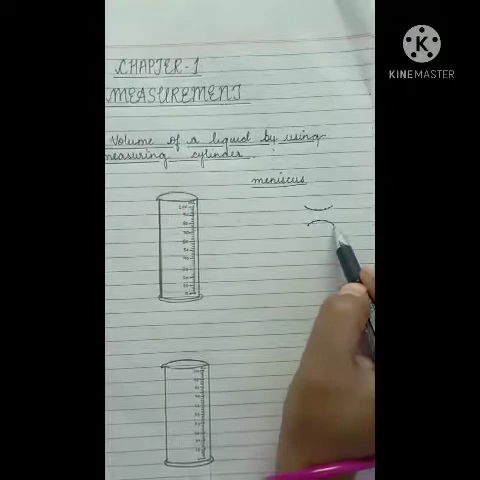 CHAPTER-1
MEASUREMENT
Volume of a liquid by using
measuring cylinder.
meniscus
KINEMASTER